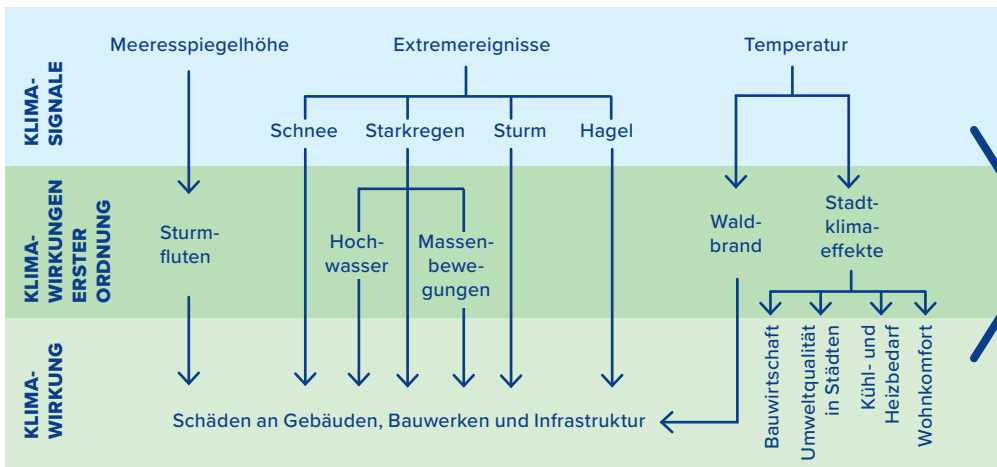 KLIMA-
SIGNALE
Meeresspiegelhöhe
Extremereignisse
Temperatur
Schnee
Starkregen
Sturm
Hagel
KLIMA-
WIRKUNGEN
ERSTER
ORDNUNG
Sturm-
fluten
Hoch-
wasser
Massen-
bewe-
gungen
Wald-
brand
Stadt-
klima-
effekte
KLIMA-
WIRKUNG
Schäden an Gebäuden, Bauwerken und Infrastruktur
Bauwirtschaft
Umweltqualität
in Städten
Kühl- und
Heizbedarf
Wohnkomfort